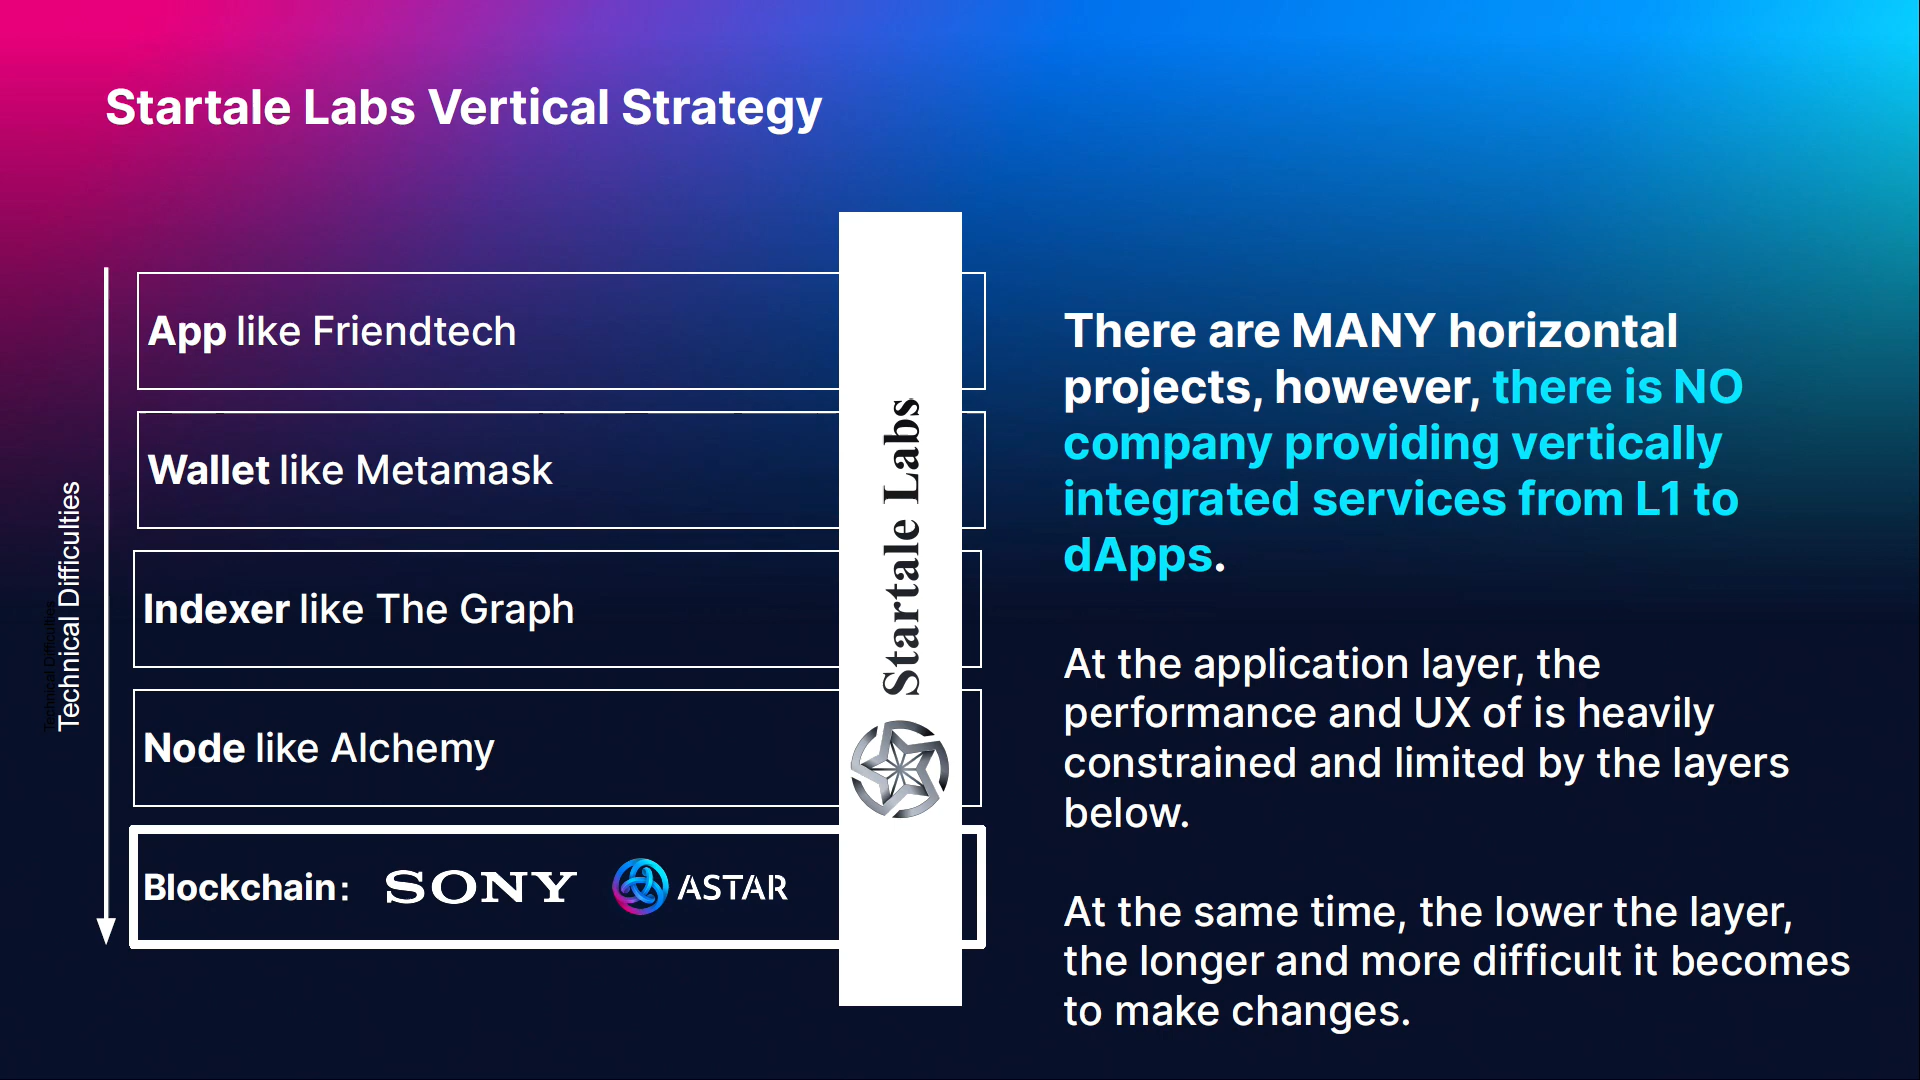 Startale Labs Vertical Strategy
Technical Difficulties
Technical Difficulties
App like Friendtech
Wallet like Metamask
Indexer like The Graph
Node like Alchemy
Blockchain: SONY ASTAR
Startale Labs
There are MANY horizontal
projects, however, there is NO
company providing vertically
integrated services from L1 to
dApps.
At the application layer, the
performance and UX of is heavily
constrained and limited by the layers
below.
At the same time, the lower the layer,
the longer and more difficult it becomes
to make changes.